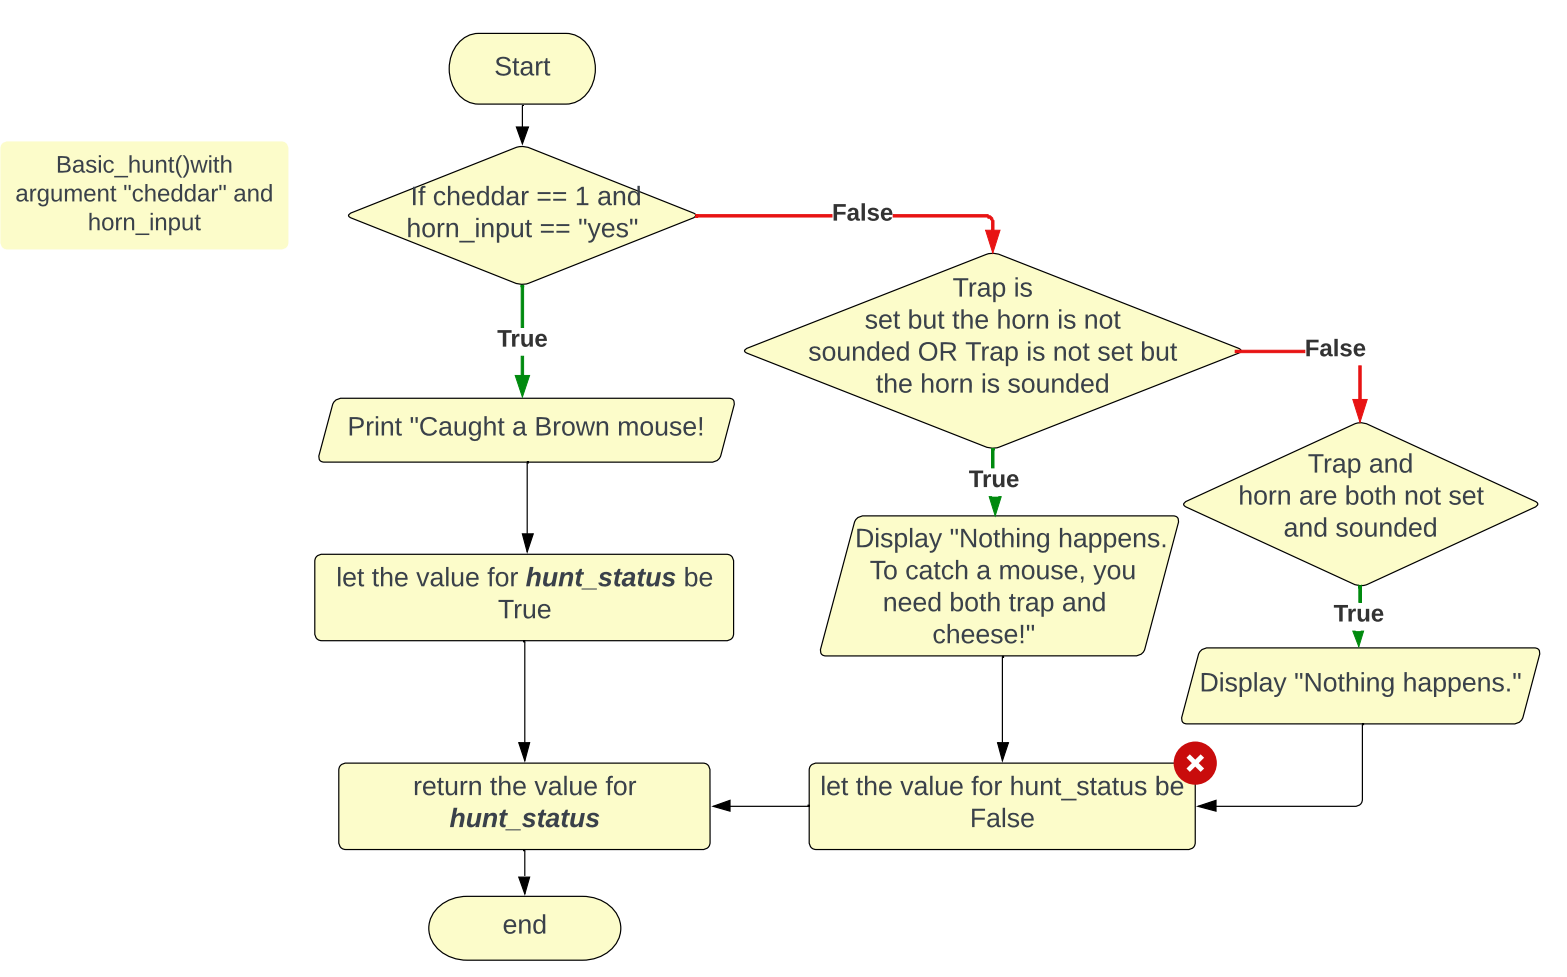 Start
Basic_hunt()with
argument "cheddar" and
horn_input
If cheddar == 1 and
horn_input == "yes"
False
True
Trap is
set but the horn is not
sounded OR Trap is not set but
the horn is sounded
False
Print "Caught a Brown mouse!
True
Trap and
horn are both not set
and sounded
Display "Nothing happens.
To catch a mouse, you
need both trap and
cheese!"
let the value for hunt_status be
True
True
Display "Nothing happens."
return the value for
hunt_status
let the value for hunt_status be
False
end